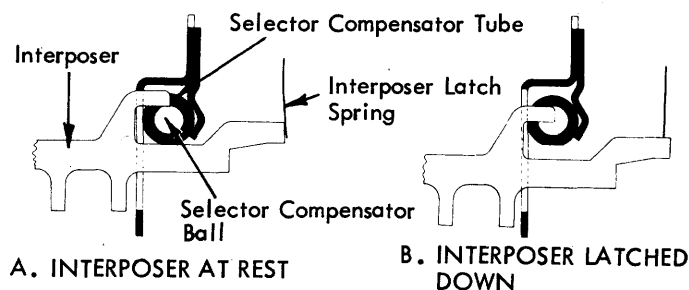 Selector Compensator Tube
Interposer
Interposer Latch
Spring
Selector Compensator
Ball
A. INTERPOSER AT REST
B. INTERPOSER LATCHED
DOWN